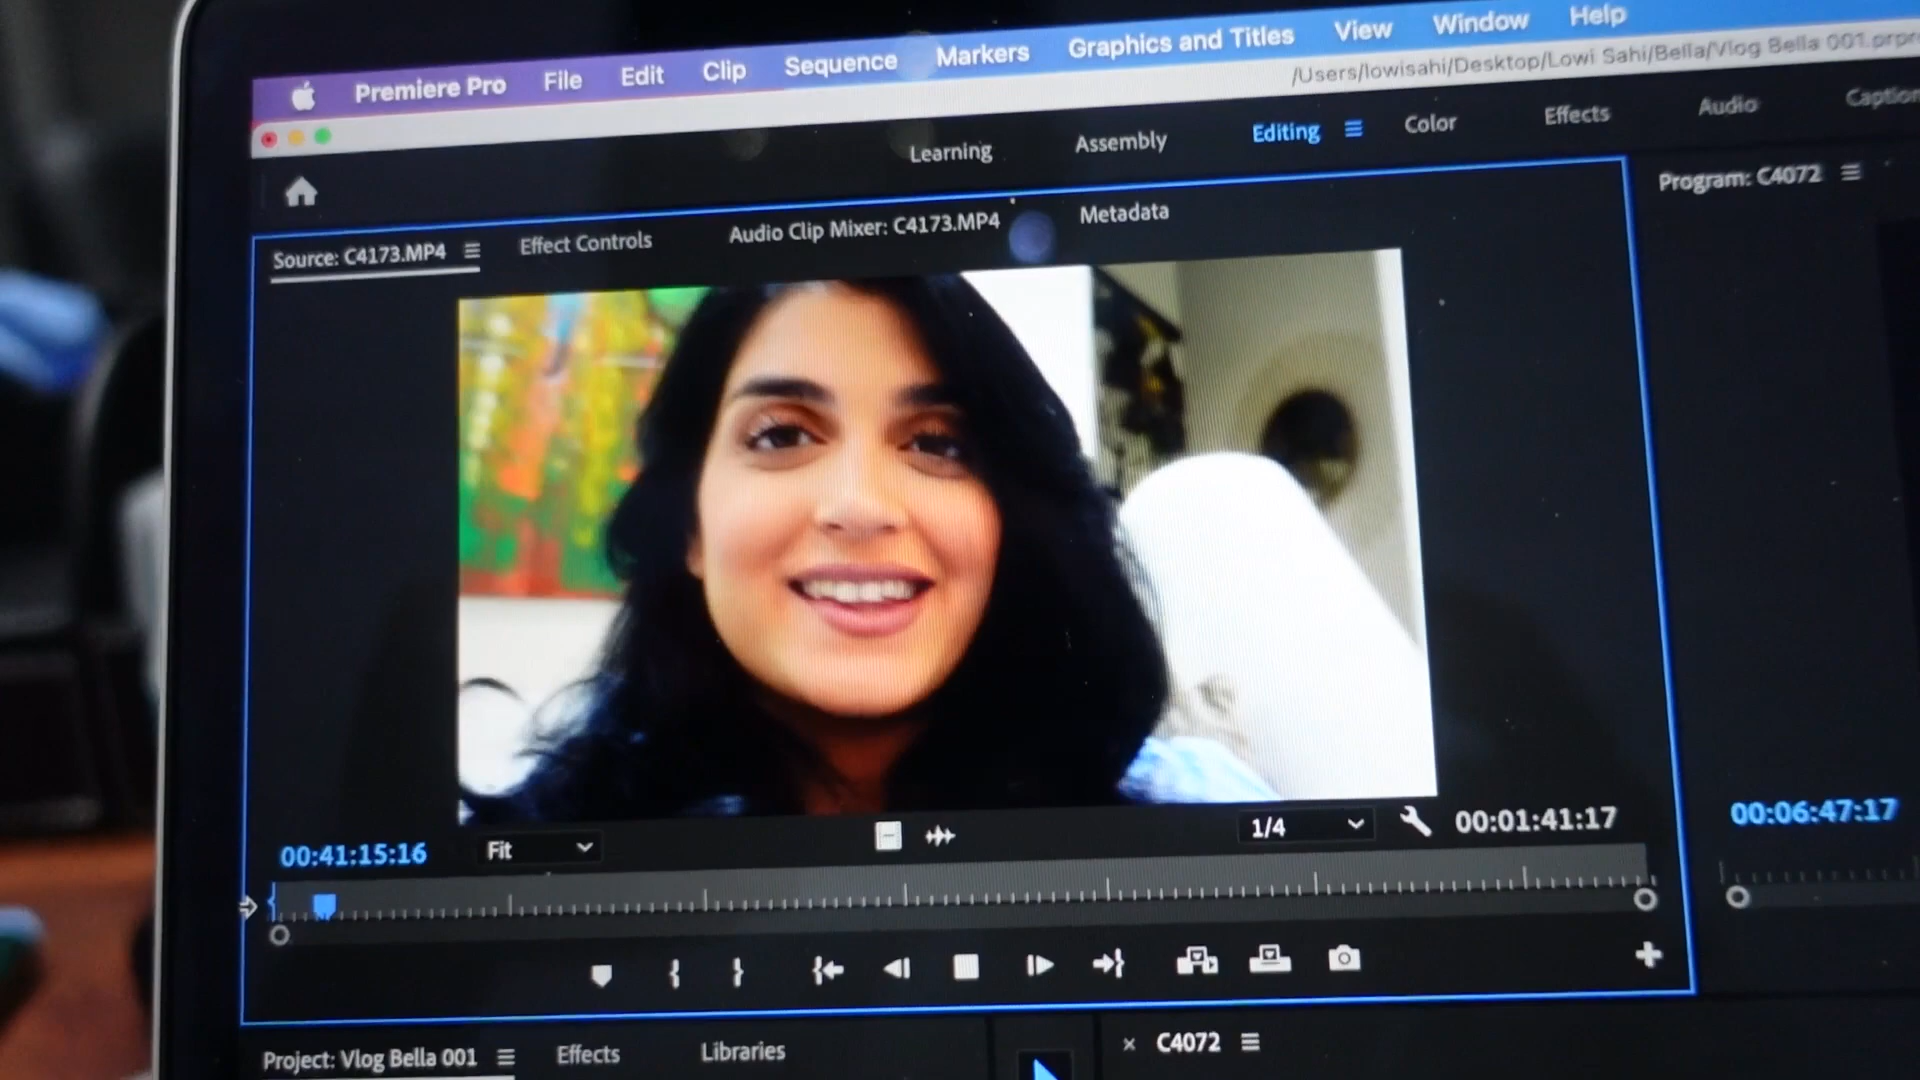 Premiere Pro File Edit Clip Sequence Markers Graphics and Titles View Window Help
/Users/lowisahi/Desktop/Lowi Sahi/Bella/Vlog Bella 001.prpr
Learning Assembly Editing Color Effects Audio Caption
Source: C4173.MP4 Effect Controls Audio Clip Mixer: C4173.MP4 Metadata
Program: C4072
00:41:15:16 Fit 1/4 00:01:41:17
00:06:47:17
Project: Vlog Bella 001 Effects Libraries
C4072